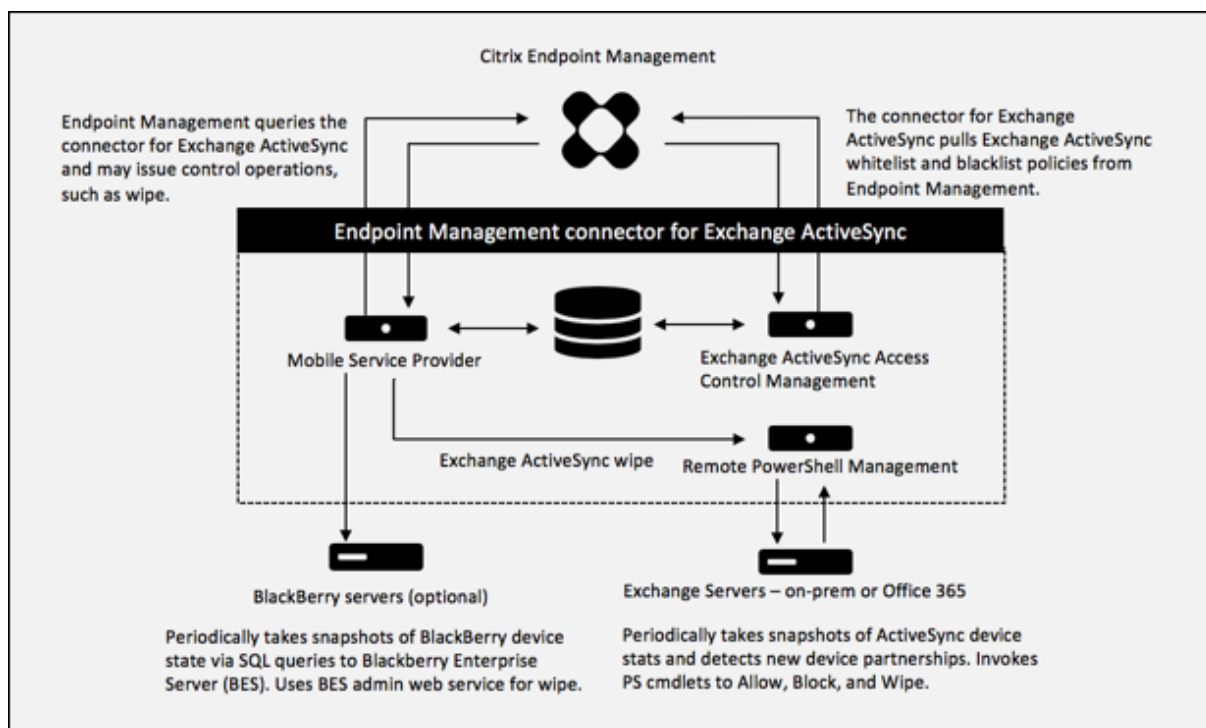 Citrix Endpoint Management
Endpoint Management queries the
connector for Exchange ActiveSync
and may issue control operations,
such as wipe.
The connector for Exchange
ActiveSync pulls Exchange ActiveSync
whitelist and blacklist policies from
Endpoint Management.
Endpoint Management connector for Exchange ActiveSync
Mobile Service Provider
Exchange ActiveSync Access
Control Management
Exchange ActiveSync wipe
Remote PowerShell Management
BlackBerry servers (optional)
Periodically takes snapshots of BlackBerry device
state via SQL queries to Blackberry Enterprise
Server (BES). Uses BES admin web service for wipe.
Exchange Servers – on-prem or Office 365
Periodically takes snapshots of ActiveSync device
stats and detects new device partnerships. Invokes
PS cmdlets to Allow, Block, and Wipe.